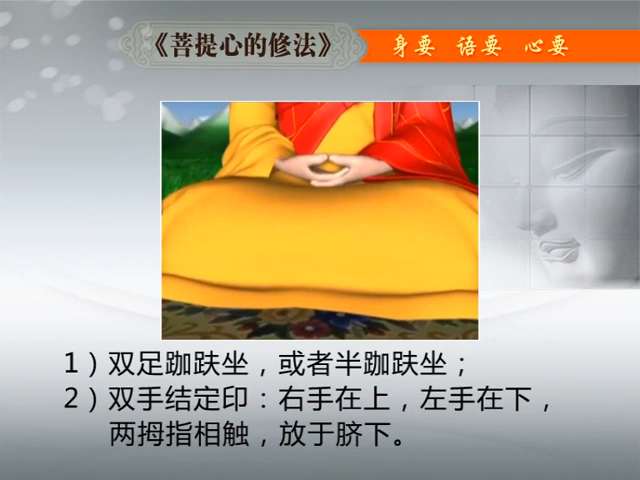 《菩提心的修法》 身要 语要 心要
1）双足跏趺坐，或者半跏趺坐；
2）双手结定印：右手在上，左手在下，
两拇指相触，放于脐下。